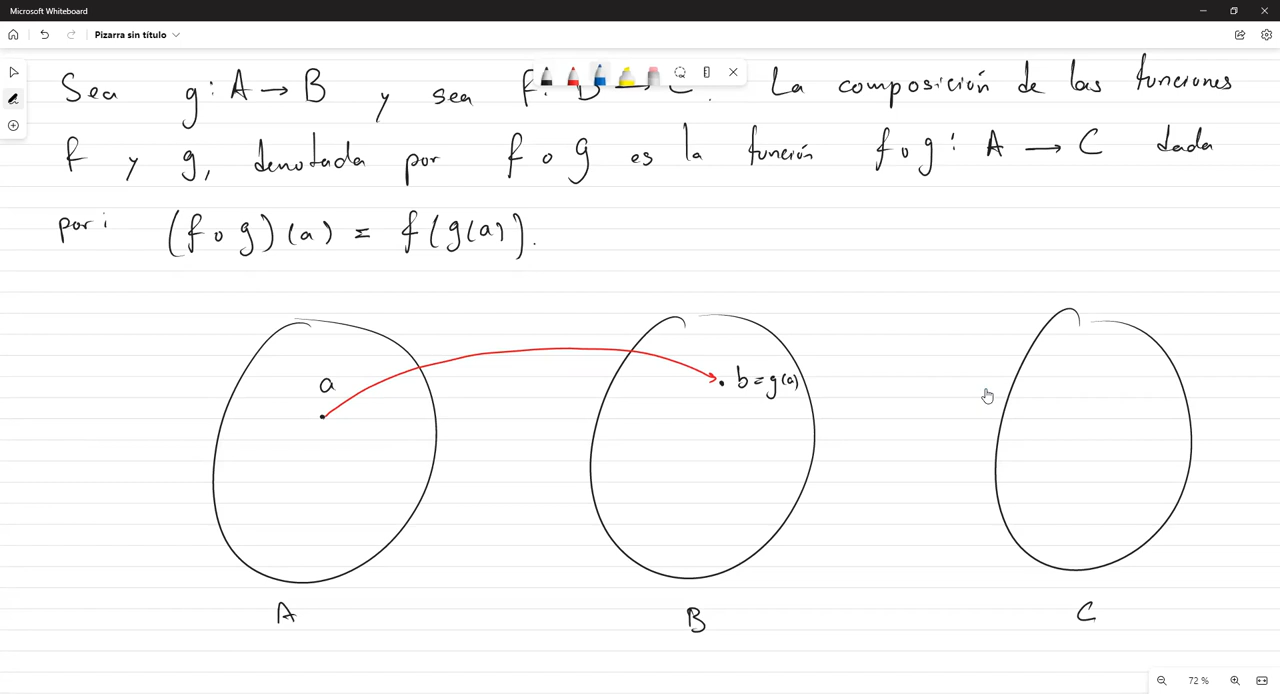 Microsoft Whiteboard
Pizarra sin título
Sea g: A → B y sea f: B → C. La composición de las funciones
f y g, denotada por f o g es la función f o g: A → C dada
por: (f o g)(a) = f(g(a)).
a
b = g(a)
A
B
C
72 %